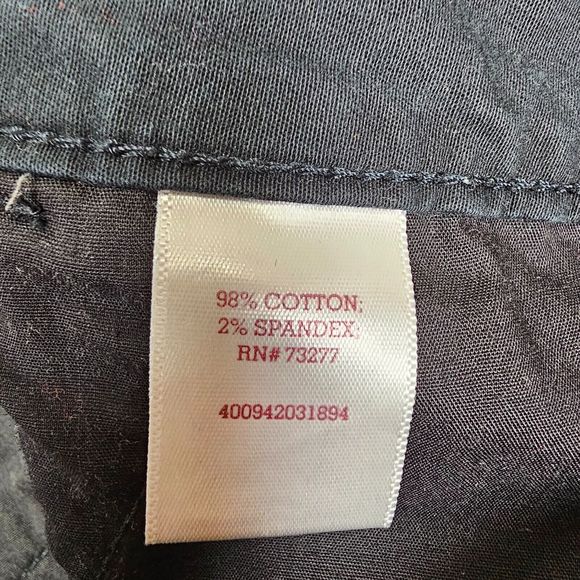 98% COTTON;
2% SPANDEX;
RN# 73277
400942031894